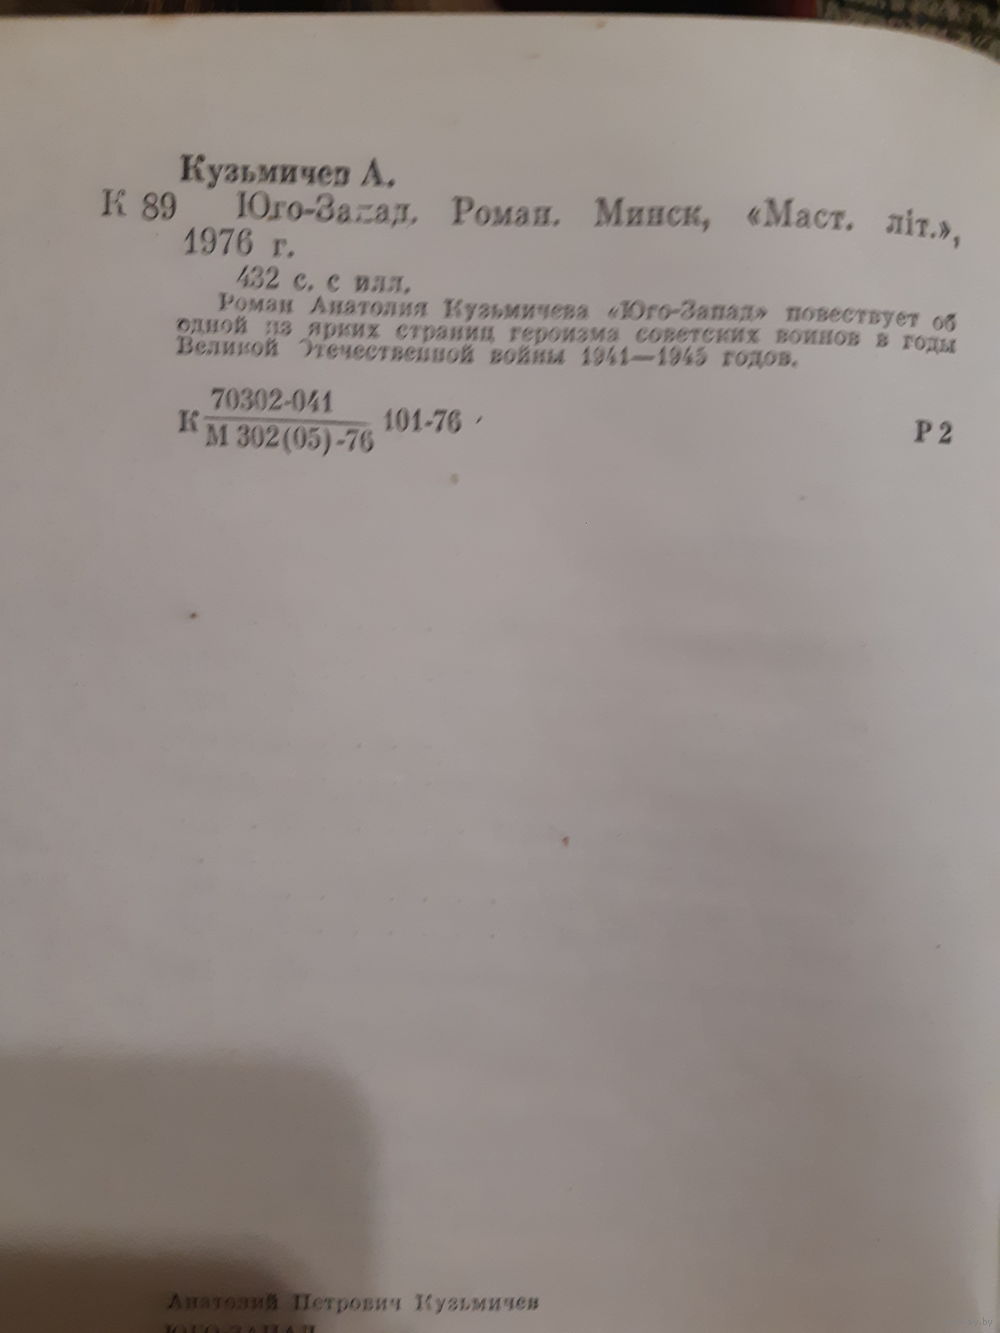 Кузьмичев А.
К 89 Юго-Запад. Роман. Минск, «Маст. літ.»,
1976 г.
432 с. с илл.
Роман Анатолия Кузьмичева «Юго-Запад» повествует об
одной из ярких страниц героизма советских воинов в годы
Великой Отечественной войны 1941—1945 годов.
70302-041
К 101-76
М 302(05)-76
Р 2
Анатолий Петрович Кузьмичев
ЮГО-ЗАПАД